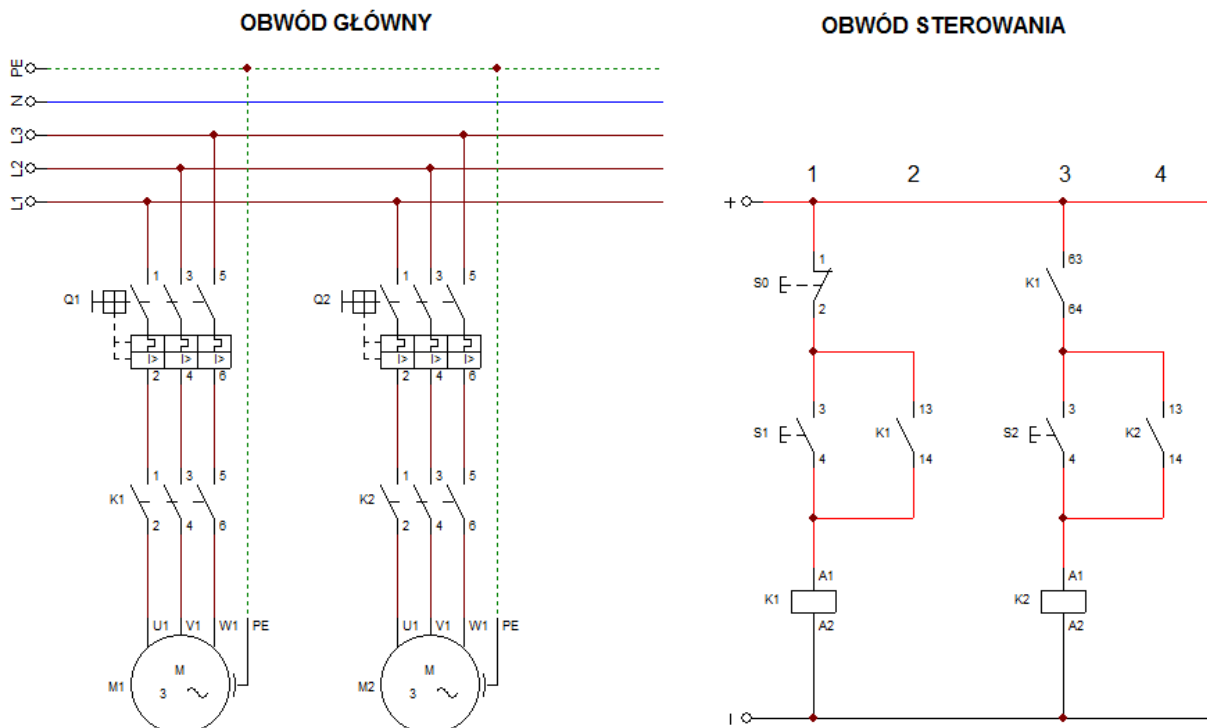 OBWÓD GŁÓWNY
PE
N
L3
L2
L1
1 3 5
Q1
I> I> I>
2 4 6
1 3 5
Q2
I> I> I>
2 4 6
1 3 5
K1
2 4 6
1 3 5
K2
2 4 6
U1 V1 W1 PE
M
M1 3
U1 V1 W1 PE
M
M2 3
OBWÓD STEROWANIA
1 2 3 4
+
1
S0
2
63
K1
64
3
S1
4
13
K1
14
3
S2
4
13
K2
14
A1
K1
A2
A1
K2
A2
-